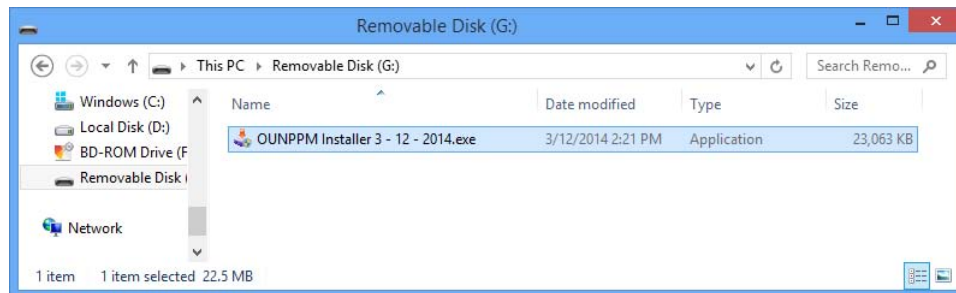 Removable Disk (G:)
This PC Removable Disk (G:) Search Remo...
Windows (C:)
Local Disk (D:)
BD-ROM Drive (F
Removable Disk (
Network
Name Date modified Type Size
OUNPPM Installer 3 - 12 - 2014.exe 3/12/2014 2:21 PM Application 23,063 KB
1 item 1 item selected 22.5 MB